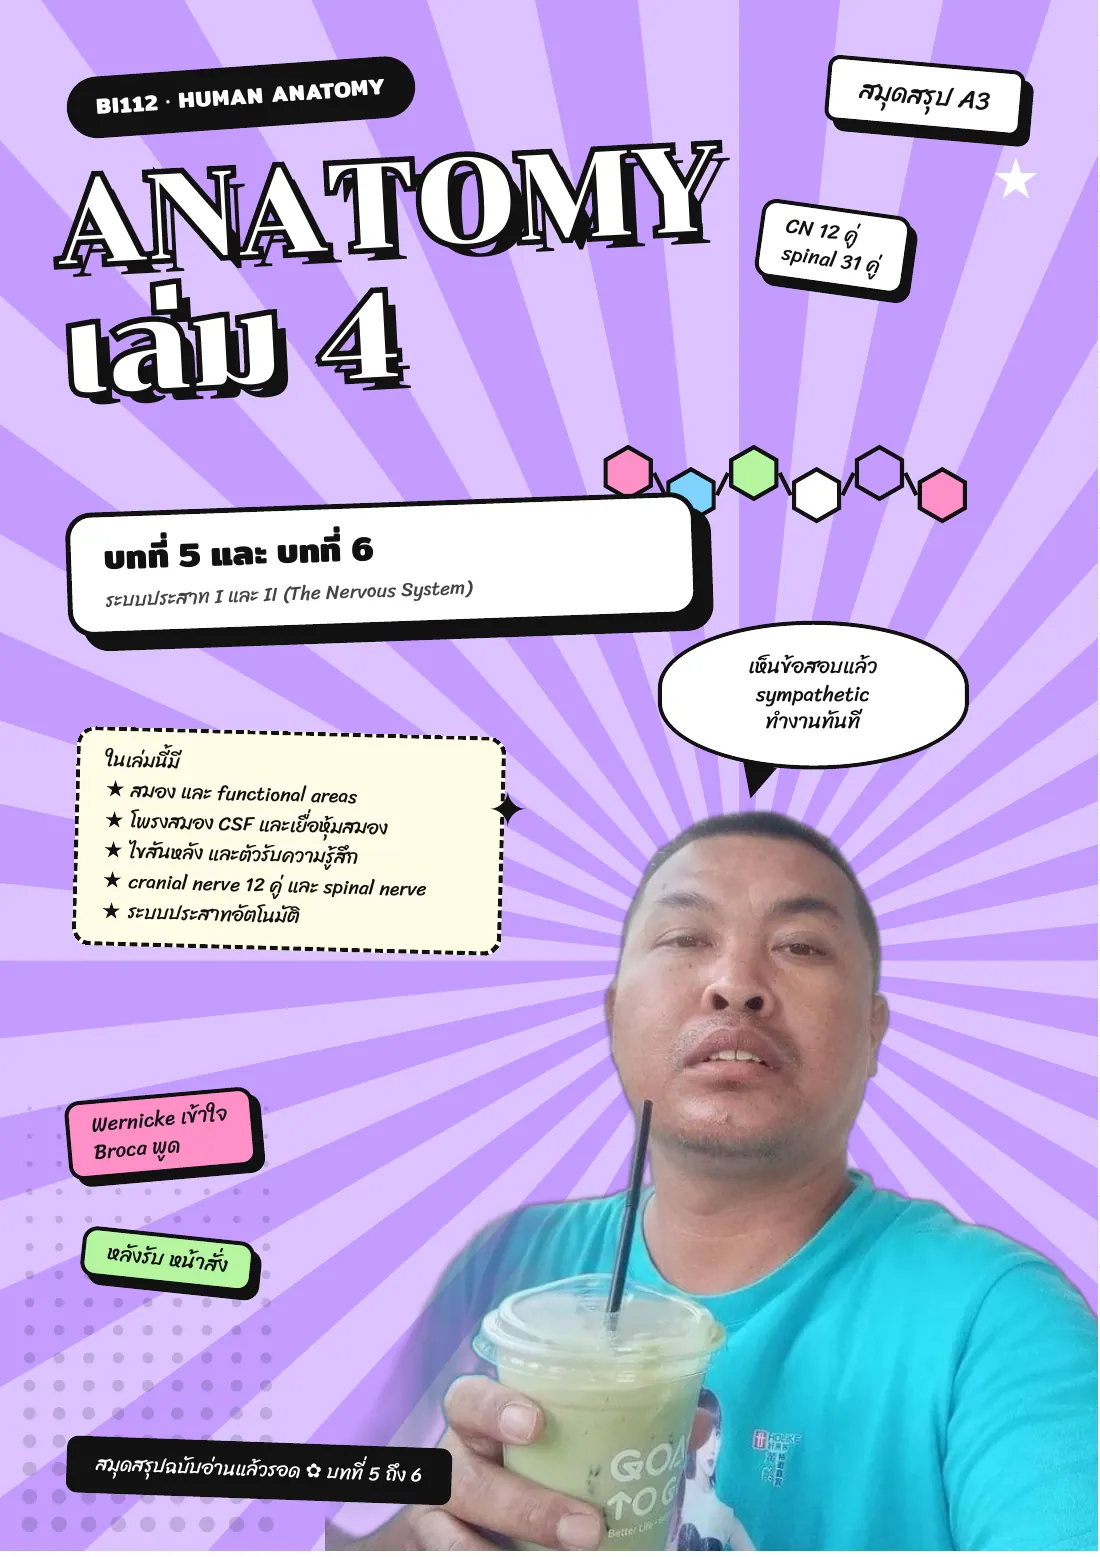 BI112 · HUMAN ANATOMY
สมุดสรุป A3
ANATOMY
เล่ม 4
CN 12 คู่
spinal 31 คู่
บทที่ 5 และ บทที่ 6
ระบบประสาท I และ II (The Nervous System)
เห็นข้อสอบแล้ว
sympathetic
ทำงานทันที
ในเล่มนี้มี
★ สมอง และ functional areas
★ โพรงสมอง CSF และเยื่อหุ้มสมอง
★ ไขสันหลัง และตัวรับความรู้สึก
★ cranial nerve 12 คู่ และ spinal nerve
★ ระบบประสาทอัตโนมัติ
Wernicke เข้าใจ
Broca พูด
หลังรับ หน้าสั่ง
สมุดสรุปฉบับอ่านแล้วรอด ✿ บทที่ 5 ถึง 6